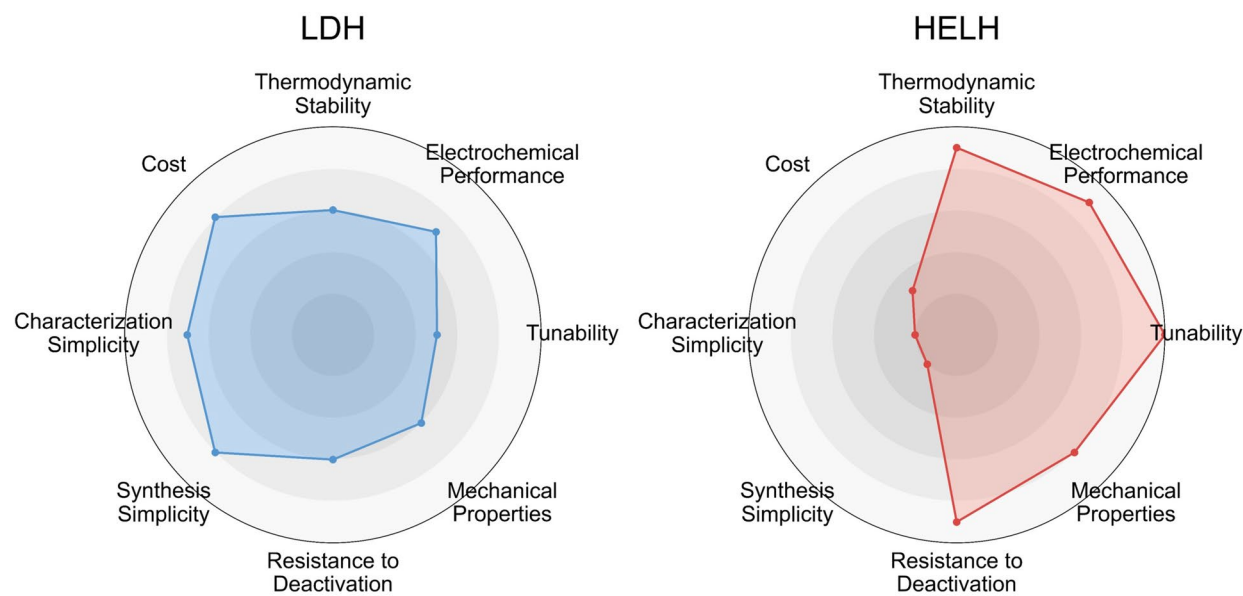 LDH
Thermodynamic
Stability
Cost
Electrochemical
Performance
Characterization
Simplicity
Tunability
Synthesis
Simplicity
Mechanical
Properties
Resistance to
Deactivation
HELH
Thermodynamic
Stability
Cost
Electrochemical
Performance
Characterization
Simplicity
Tunability
Synthesis
Simplicity
Mechanical
Properties
Resistance to
Deactivation